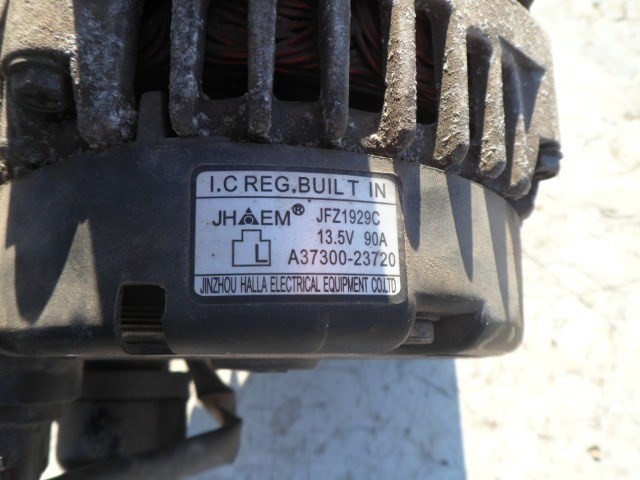 I.C REG,BUILT IN
JHAEM® JFZ1929C
13.5V 90A
L A37300-23720
JINZHOU HALLA ELECTRICAL EQUIPMENT CO.LTD